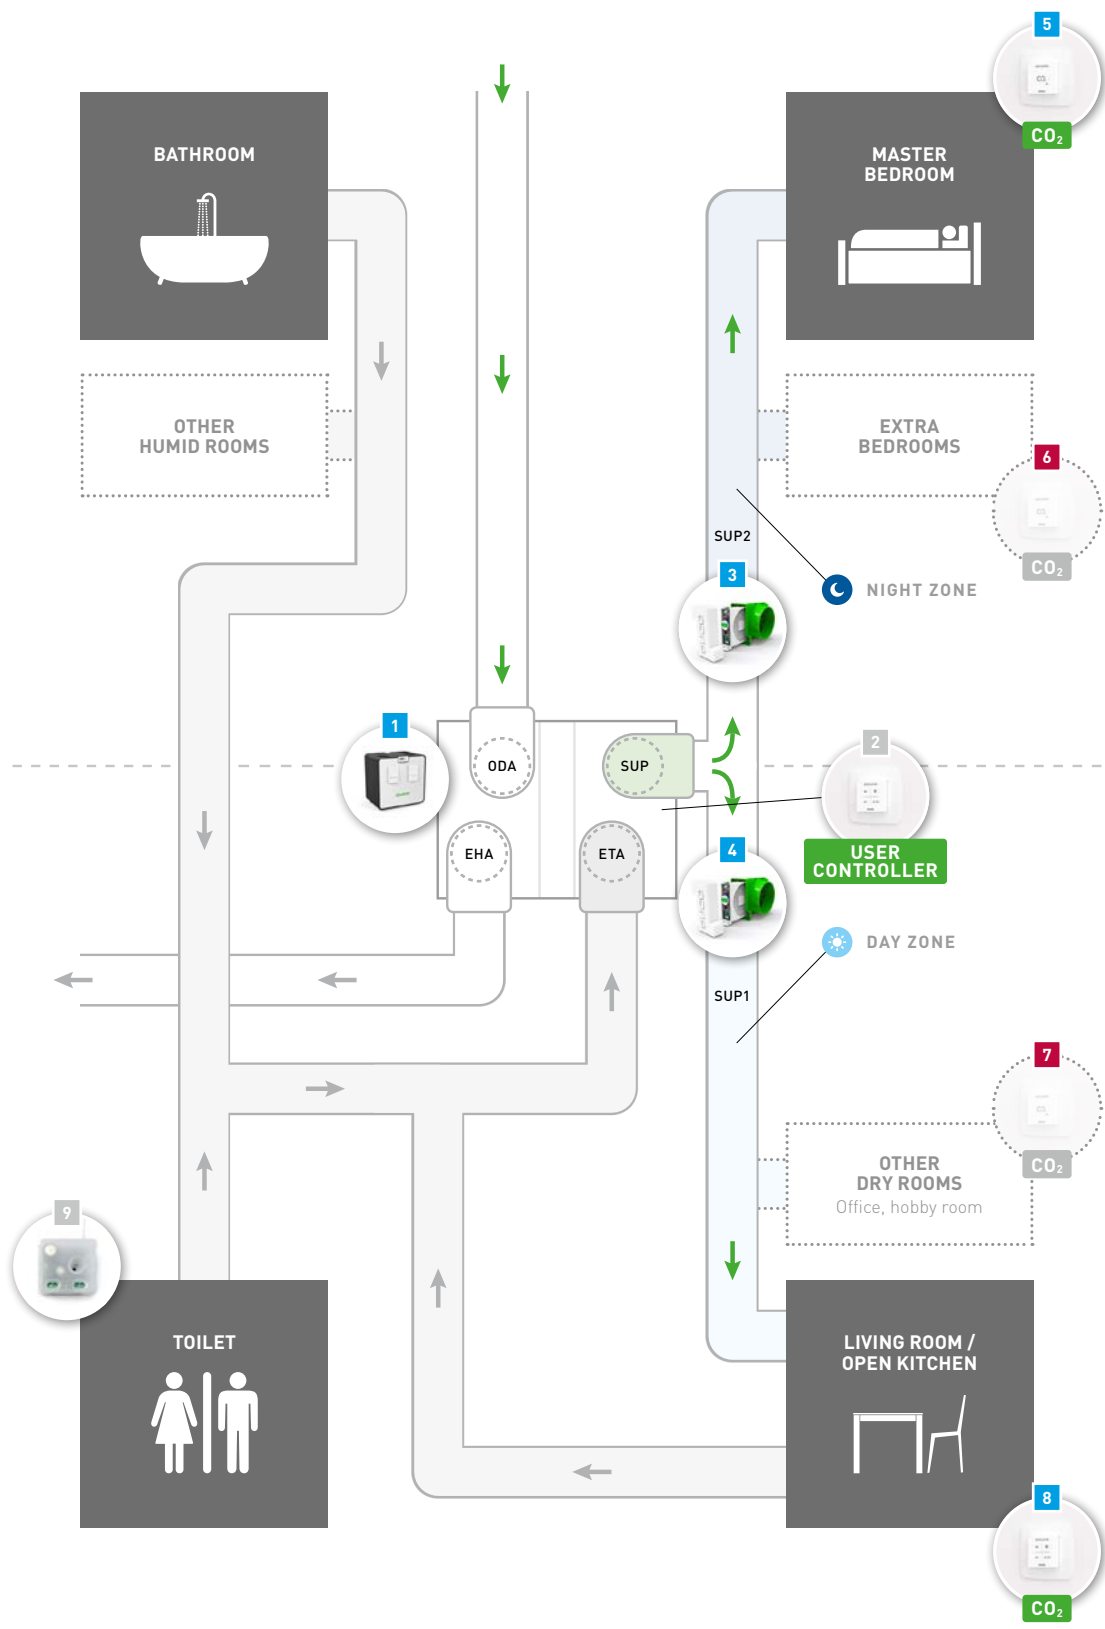 5
CO₂
BATHROOM
MASTER
BEDROOM
OTHER
HUMID ROOMS
EXTRA
BEDROOMS
6
CO₂
SUP2
3
NIGHT ZONE
1
2
ODA
SUP
EHA
ETA
4
USER
CONTROLLER
DAY ZONE
SUP1
7
CO₂
OTHER
DRY ROOMS
Office, hobby room
9
TOILET
LIVING ROOM /
OPEN KITCHEN
8
CO₂